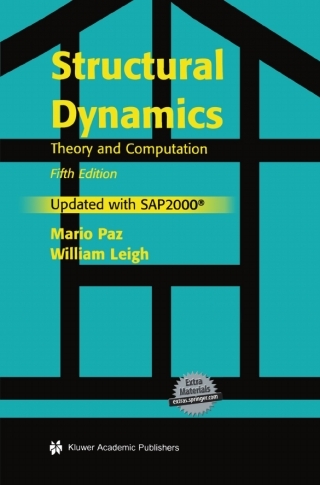 Structural
Dynamics
Theory and Computation
Fifth Edition
Updated with SAP2000®
Mario Paz
William Leigh
Extra
Materials
extras.springer.com
Kluwer Academic Publishers